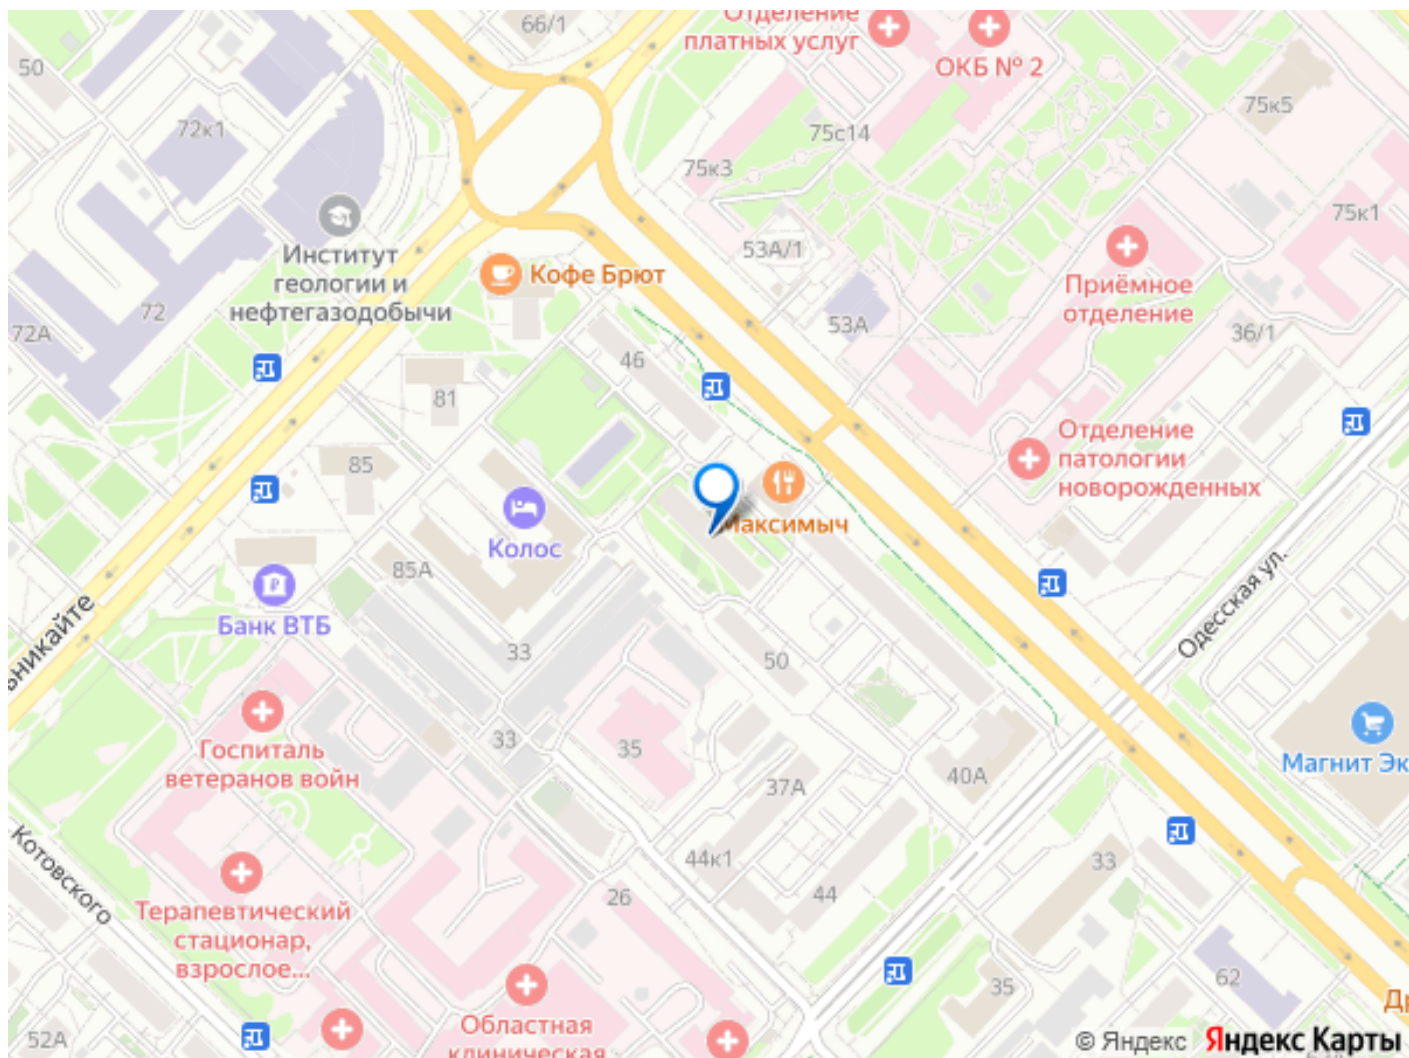 Отделение
платных услуг
66/1
ОКБ № 2
50
72к1
75к5
75с14
75к3
75к1
Институт
геологии и
нефтегазодобычи
53А/1
Кофе Брют
Приёмное
отделение
72
72А
53А
36/1
46
81
Отделение
патологии
новорожденных
85
Колос
Максимыч
85А
Банк ВТБ
ьникайте
Одесская ул.
33
50
Госпиталь
ветеранов войн
33
35
37А
40А
Магнит Эк
Котовского
44к1
33
26
44
Терапевтический
стационар,
взрослое...
62
35
Др
52А
Областная
клиническая
© Яндекс Яндекс Карты